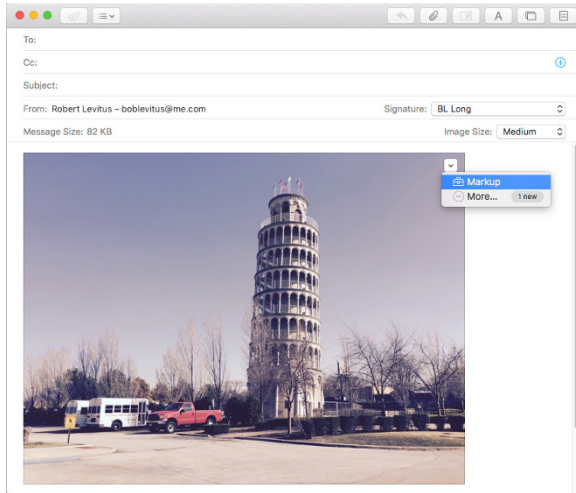 A
To:
Cc:
Subject:
From: Robert Levitus – boblevitus@me.com Signature: BL Long
Message Size: 82 KB Image Size: Medium
Markup
More... 1 new